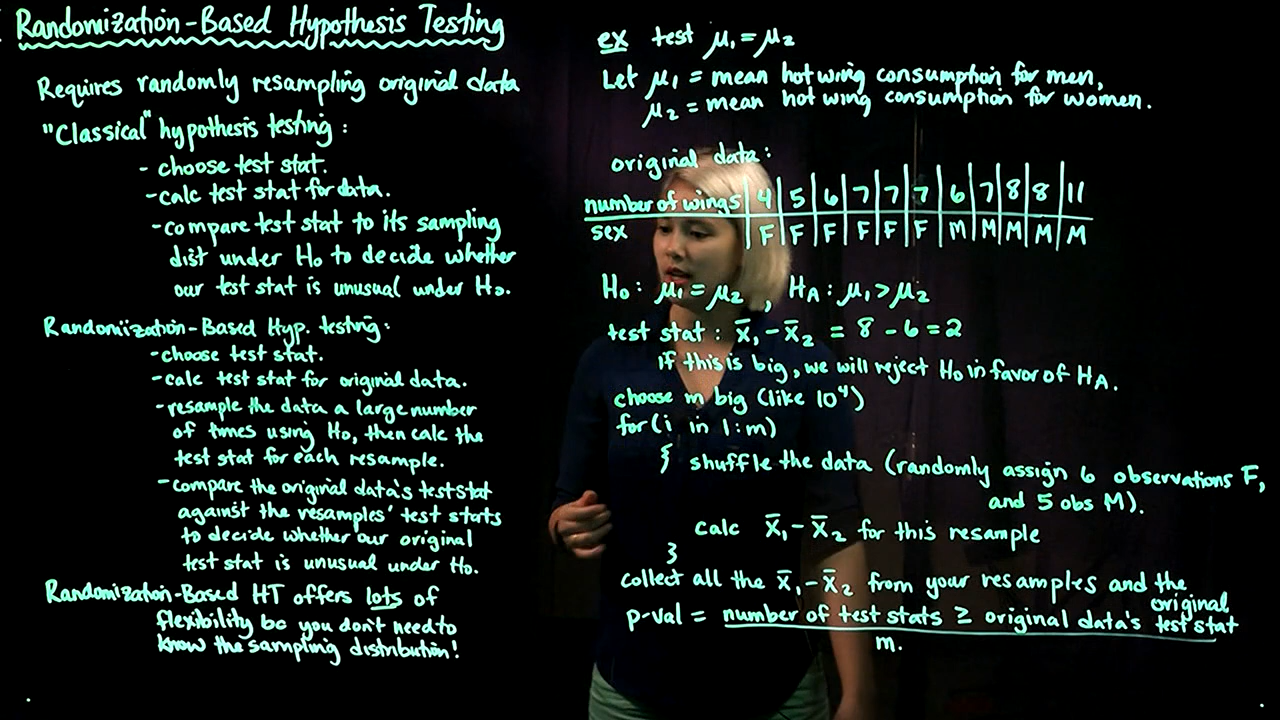 Randomization-Based Hypothesis Testing
Requires randomly resampling original data
"Classical" hypothesis testing:
- choose test stat.
- calc test stat for data.
- compare test stat to its sampling
dist under H₀ to decide whether
our test stat is unusual under H₀.
Randomiization-Based Hyp. testing:
- choose test stat.
- calc test stat for original data.
- resample the data a large number
of times using H₀, then calc the
test stat for each resample.
- compare the original data's test stat
against the resamples' test stats
to decide whether our original
test stat is unusual under H₀.
Randomization-Based HT offers lots of
flexibility bc you don't need to
know the sampling distribution!
ex test μ₁ = μ₂
Let μ₁ = mean hot wing consumption for men,
μ₂ = mean hot wing consumption for women.
original data:
number of wings | 4 | 5 | 6 | 7 | 7 | 7 | 6 | 7 | 8 | 8 | 11
sex | F | F | F | F | F | F | M | M | M | M | M
H₀: μ₁ = μ₂, H_A: μ₁ > μ₂
test stat: x̄₁ - x̄₂ = 8 - 6 = 2
if this is big, we will reject H₀ in favor of H_A.
choose m big (like 10⁴)
for (i in 1:m)
{ shuffle the data (randomly assign 6 observations F,
and 5 obs M).
calc x̄₁ - x̄₂ for this resample
}
collect all the x̄₁ - x̄₂ from your resamples and the
original
p-val = number of test stats ≥ original data's test stat
m.